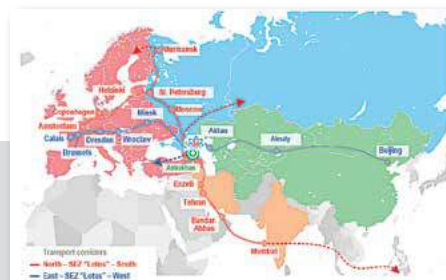 Murmansk
Helsinki
St. Petersburg
Copenhagen
Moscow
Amsterdam
Minsk
Calais
Dresden
Wroclaw
Aktau
Almaty
Beijing
Brussels
Astrakhan
Enzeli
Tehran
Bandar-
Abbas
Mumbai
Transport corridors
North – SEZ "Lotos" – South
East – SEZ "Lotos" – West